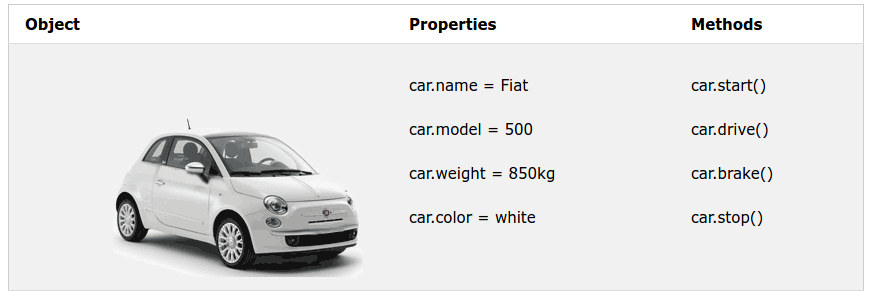 Object Properties Methods
car.name = Fiat car.start()
car.model = 500 car.drive()
car.weight = 850kg car.brake()
car.color = white car.stop()